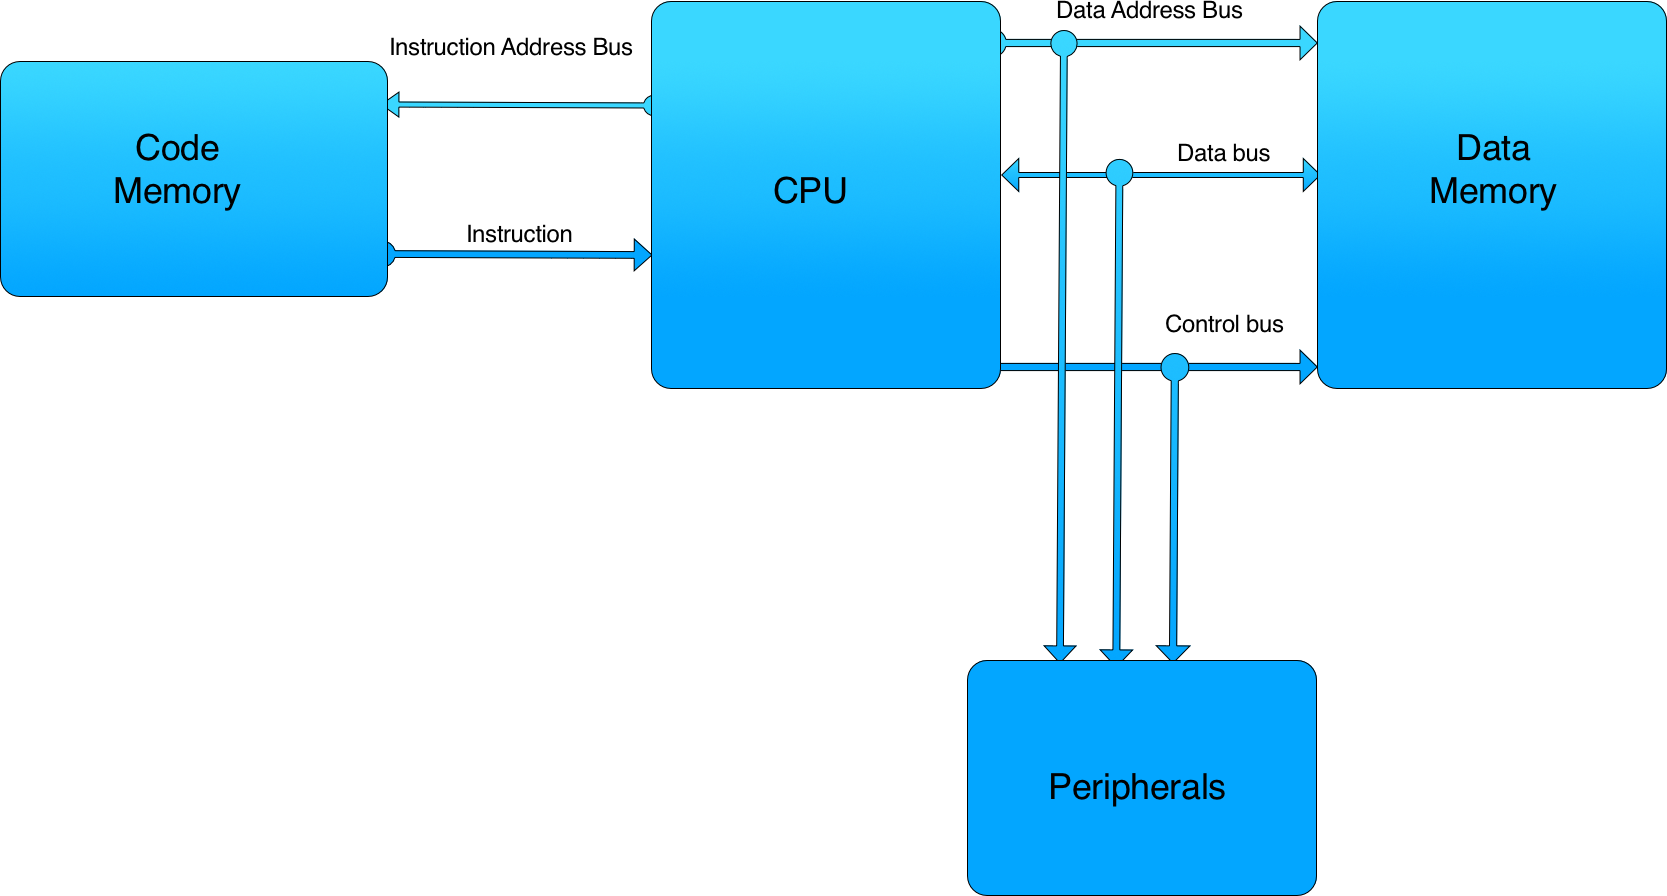 Data Address Bus
Instruction Address Bus
Code
Memory
CPU
Data bus
Data
Memory
Instruction
Control bus
Peripherals